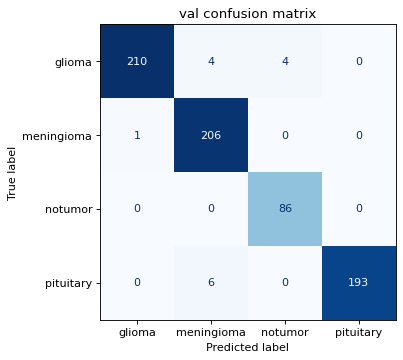 val confusion matrix
True label
glioma 210 4 4 0
meningioma 1 206 0 0
notumor 0 0 86 0
pituitary 0 6 0 193
glioma meningioma notumor pituitary
Predicted label